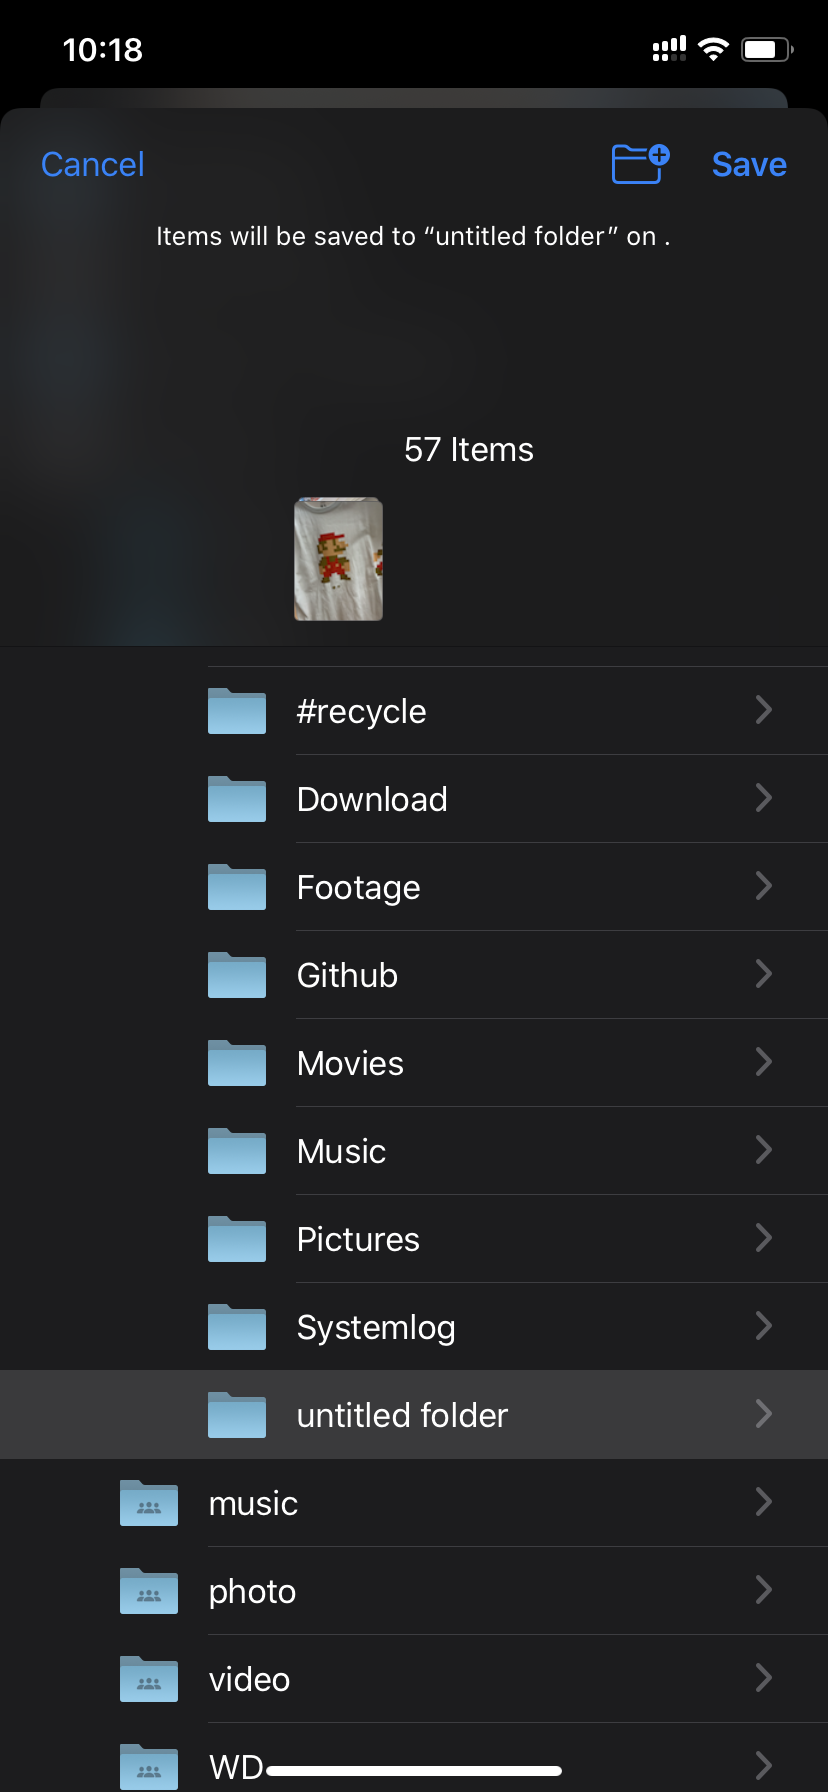 10:18
Cancel
Save
Items will be saved to “untitled folder” on .
57 Items
#recycle
Download
Footage
Github
Movies
Music
Pictures
Systemlog
untitled folder
music
photo
video
WD